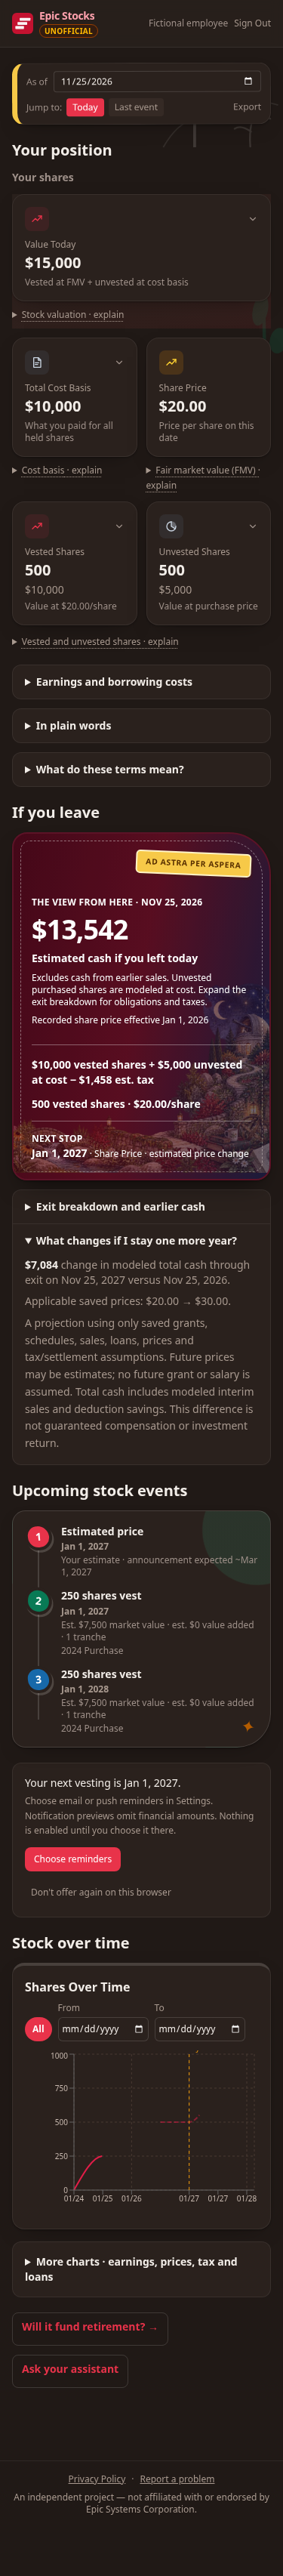 Epic Stocks
UNOFFICIAL
Fictional employee Sign Out
As of 11/25/2026
Jump to: Today Last event Export
Your position
Your shares
Value Today
$15,000
Vested at FMV + unvested at cost basis
Stock valuation · explain
Total Cost Basis
$10,000
What you paid for all
held shares
Share Price
$20.00
Price per share on this
date
Cost basis · explain
Fair market value (FMV) ·
explain
Vested Shares
500
$10,000
Value at $20.00/share
Unvested Shares
500
$5,000
Value at purchase price
Vested and unvested shares · explain
Earnings and borrowing costs
In plain words
What do these terms mean?
If you leave
AD ASTRA PER ASPERA
THE VIEW FROM HERE · NOV 25, 2026
$13,542
Estimated cash if you left today
Excludes cash from earlier sales. Unvested
purchased shares are modeled at cost. Expand the
exit breakdown for obligations and taxes.
Recorded share price effective Jan 1, 2026
$10,000 vested shares + $5,000 unvested
at cost − $1,458 est. tax
500 vested shares · $20.00/share
NEXT STOP
Jan 1, 2027 · Share Price · estimated price change
Exit breakdown and earlier cash
What changes if I stay one more year?
$7,084 change in modeled total cash through
exit on Nov 25, 2027 versus Nov 25, 2026.
Applicable saved prices: $20.00 → $30.00.
A projection using only saved grants,
schedules, sales, loans, prices and
tax/settlement assumptions. Future prices
may be estimates; no future grant or salary is
assumed. Total cash includes modeled interim
sales and deduction savings. This difference is
not guaranteed compensation or investment
return.
Upcoming stock events
1
Estimated price
Jan 1, 2027
Your estimate · announcement expected ~Mar
1, 2027
2
250 shares vest
Jan 1, 2027
Est. $7,500 market value · est. $0 value added
· 1 tranche
2024 Purchase
3
250 shares vest
Jan 1, 2028
Est. $7,500 market value · est. $0 value added
· 1 tranche
2024 Purchase
Your next vesting is Jan 1, 2027.
Choose email or push reminders in Settings.
Notification previews omit financial amounts. Nothing
is enabled until you choose it there.
Choose reminders
Don't offer again on this browser
Stock over time
Shares Over Time
From To
All mm/dd/yyyy mm/dd/yyyy
1000
750
500
250
0
01/24 01/25 01/26 01/27 01/27 01/28
More charts · earnings, prices, tax and
loans
Will it fund retirement? →
Ask your assistant
Privacy Policy · Report a problem
An independent project — not affiliated with or endorsed by
Epic Systems Corporation.